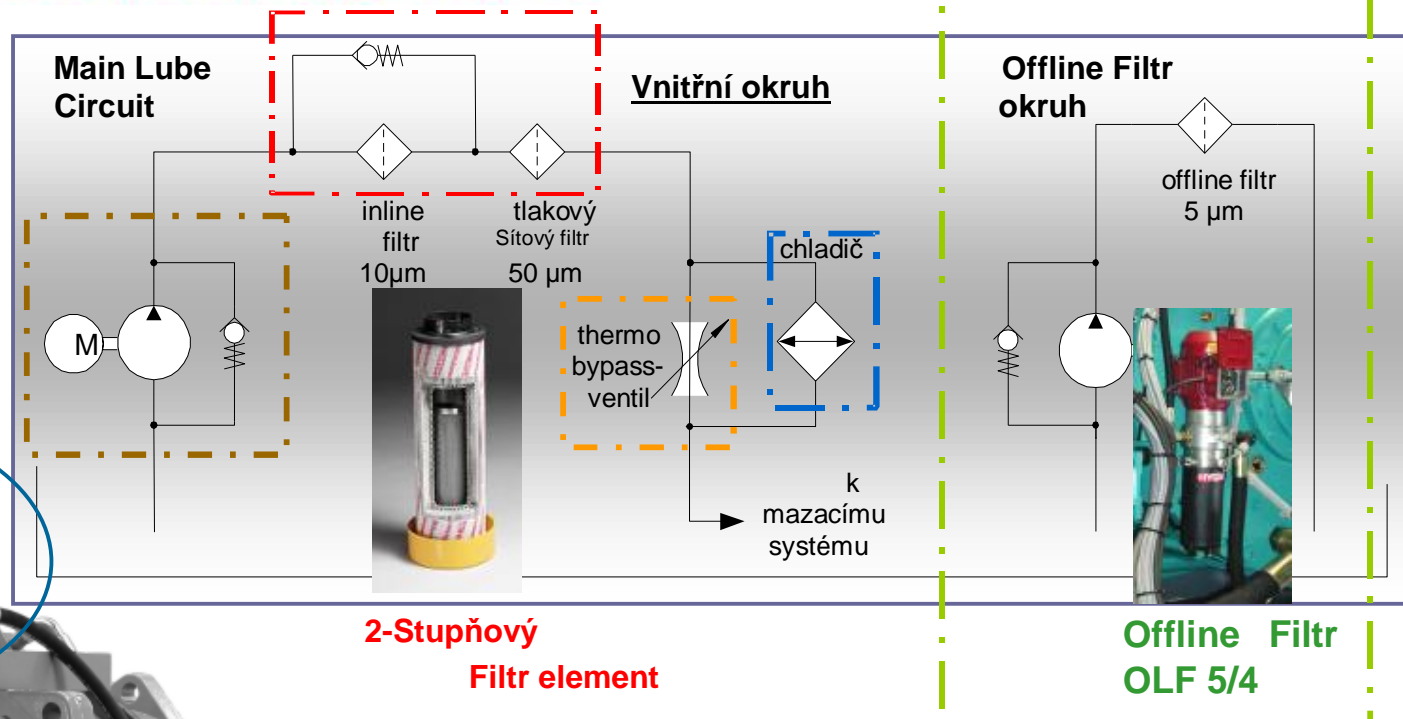 Main Lube
Circuit
Vnitřní okruh
Offline Filtr
okruh
inline
filtr
10µm
tlakový
Sítový filtr
50 µm
offline filtr
5 µm
chladič
M
thermo
bypass-
ventil
k
mazacímu
systému
2-Stupňový
Filtr element
Offline Filtr
OLF 5/4